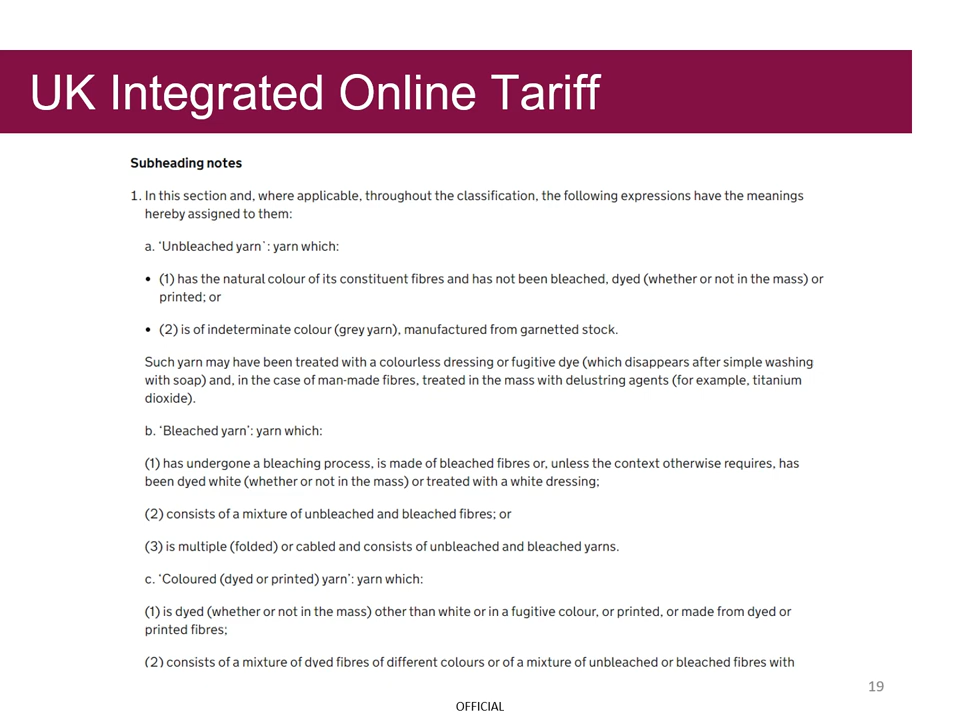 UK Integrated Online Tariff
Subheading notes
1. In this section and, where applicable, throughout the classification, the following expressions have the meanings
hereby assigned to them:
a. ‘Unbleached yarn`: yarn which:
• (1) has the natural colour of its constituent fibres and has not been bleached, dyed (whether or not in the mass) or
printed; or
• (2) is of indeterminate colour (grey yarn), manufactured from garnetted stock.
Such yarn may have been treated with a colourless dressing or fugitive dye (which disappears after simple washing
with soap) and, in the case of man-made fibres, treated in the mass with delustring agents (for example, titanium
dioxide).
b. ‘Bleached yarn’: yarn which:
(1) has undergone a bleaching process, is made of bleached fibres or, unless the context otherwise requires, has
been dyed white (whether or not in the mass) or treated with a white dressing;
(2) consists of a mixture of unbleached and bleached fibres; or
(3) is multiple (folded) or cabled and consists of unbleached and bleached yarns.
c. ‘Coloured (dyed or printed) yarn’: yarn which:
(1) is dyed (whether or not in the mass) other than white or in a fugitive colour, or printed, or made from dyed or
printed fibres;
(2) consists of a mixture of dyed fibres of different colours or of a mixture of unbleached or bleached fibres with
19
OFFICIAL